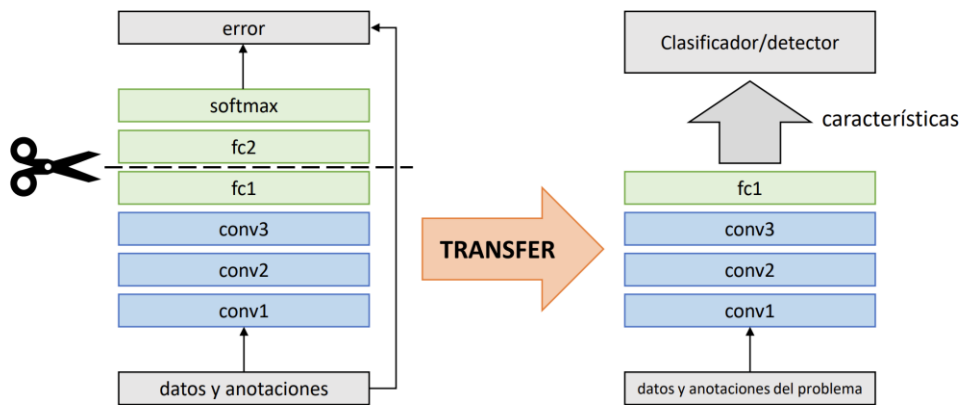 error
softmax
fc2
fc1
conv3
conv2
conv1
datos y anotaciones
TRANSFER
Clasificador/detector
características
fc1
conv3
conv2
conv1
datos y anotaciones del problema